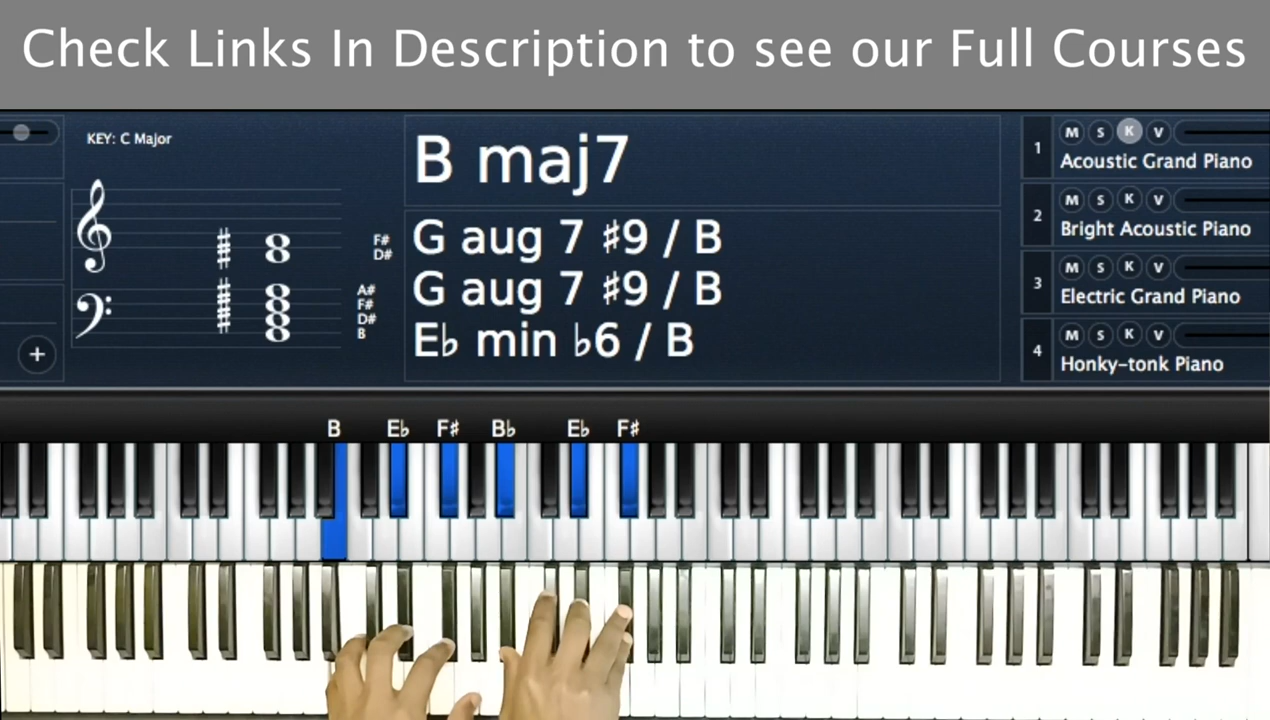 Check Links In Description to see our Full Courses
KEY: C Major
B maj7
G aug 7 ♯9 / B
G aug 7 ♯9 / B
E♭ min ♭6 / B
F#
D#
A#
F#
D#
B
+
1
M S K V
Acoustic Grand Piano
2
M S K V
Bright Acoustic Piano
3
M S K V
Electric Grand Piano
4
M S K V
Honky-tonk Piano
B E♭ F♯ B♭ E♭ F♯